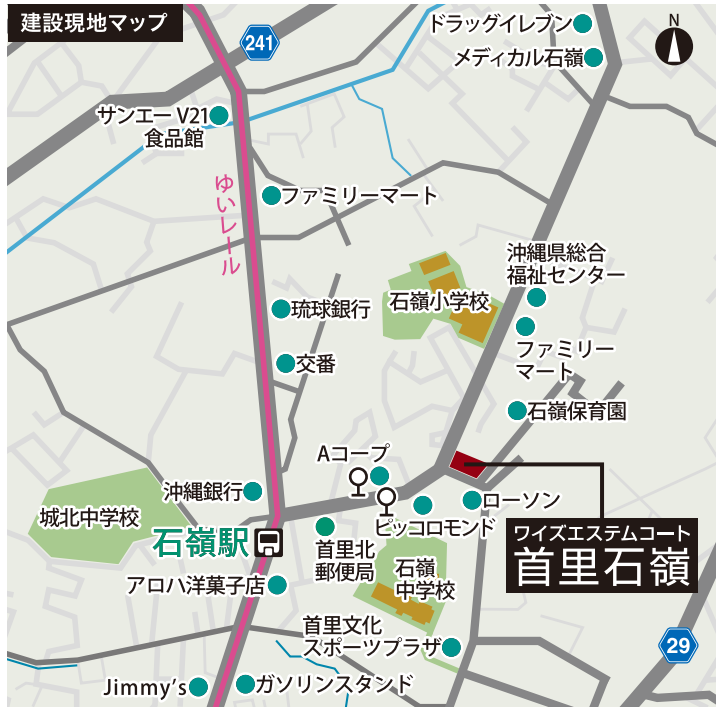 建設現地マップ
241
ドラッグイレブン
メディカル石嶺
N
サンエー V21
食品館
ゆいレール
ファミリーマート
沖縄県総合
福祉センター
石嶺小学校
琉球銀行
ファミリー
マート
交番
石嶺保育園
Aコープ
沖縄銀行
ローソン
城北中学校
ピッコロモンド
石嶺駅
首里北
郵便局
ワイズエステムコート
首里石嶺
石嶺
中学校
アロハ洋菓子店
首里文化
スポーツプラザ
29
Jimmy's
ガソリンスタンド